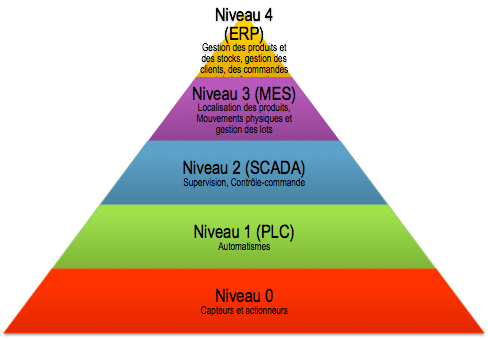 Niveau 4
(ERP)
Gestion des produits et
des stocks, gestion des
clients, des commandes
Niveau 3 (MES)
Localisation des produits,
Mouvements physiques et
gestion des lots
Niveau 2 (SCADA)
Supervision, Contrôle-commande
Niveau 1 (PLC)
Automatismes
Niveau 0
Capteurs et actionneurs